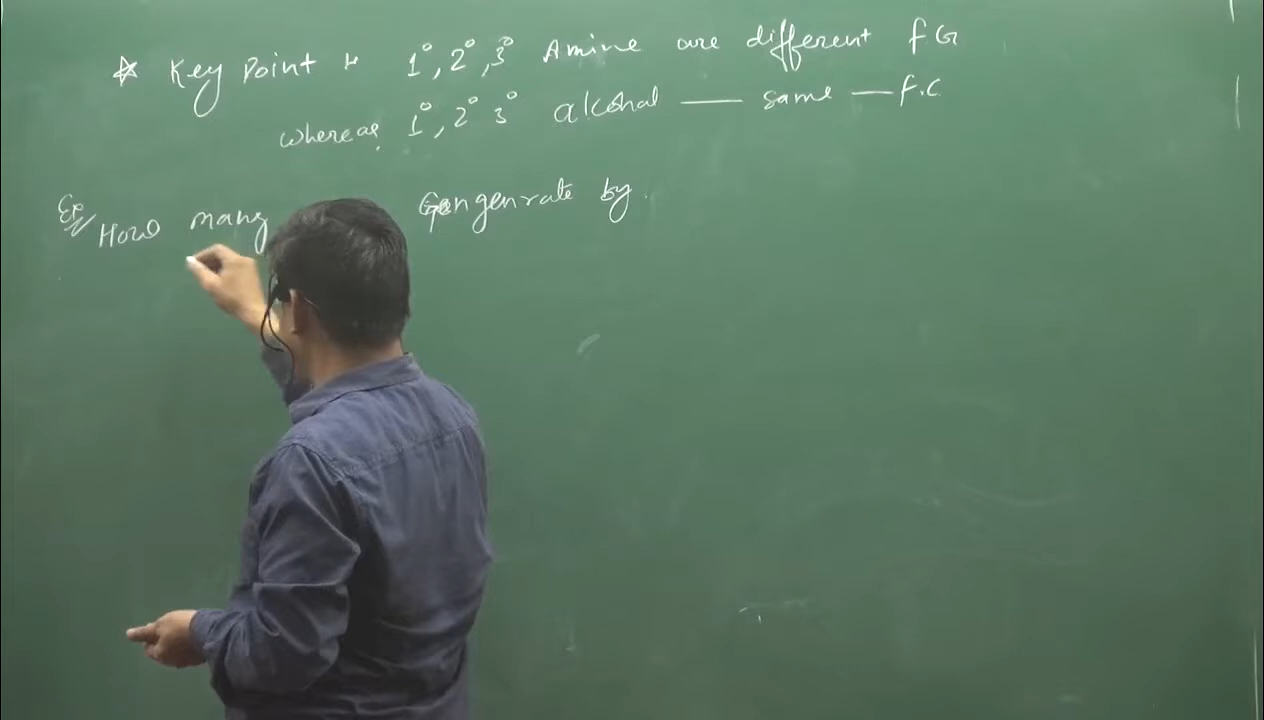 ☆ Key Point 1°, 2°, 3° Amine are different FG
whereas 1°, 2° 3° alcohal — same — F.G
Ex/ How many Gengenrate by.